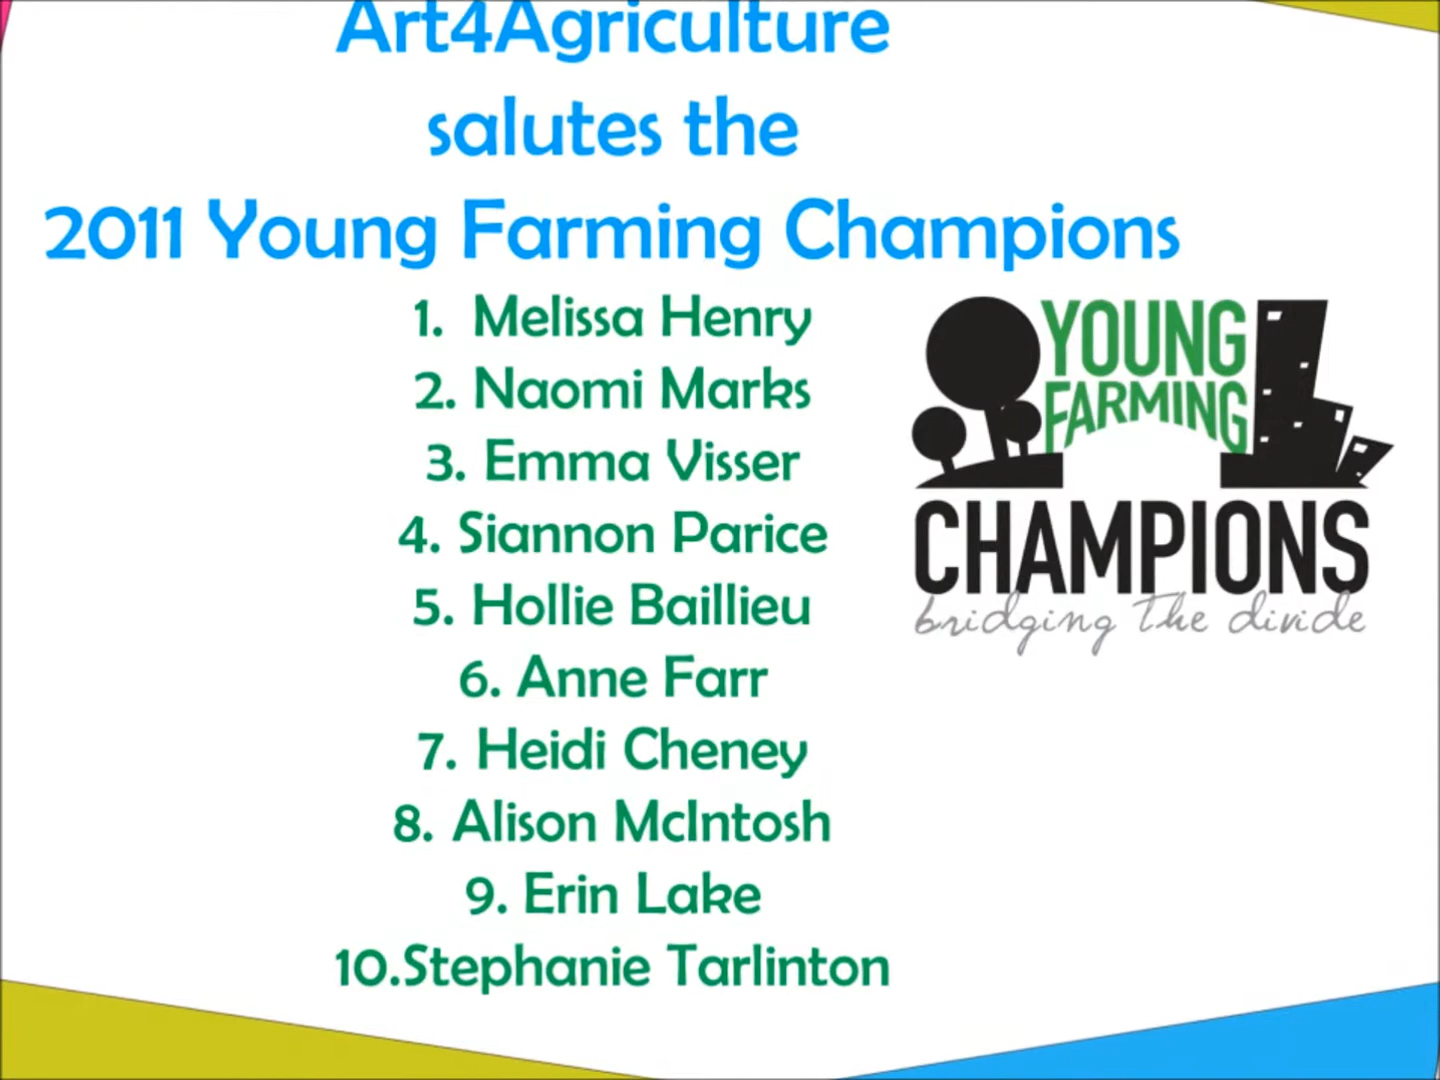 Art4Agriculture
salutes the
2011 Young Farming Champions
1. Melissa Henry
2. Naomi Marks
3. Emma Visser
4. Siannon Parice
5. Hollie Baillieu
6. Anne Farr
7. Heidi Cheney
8. Alison McIntosh
9. Erin Lake
10.Stephanie Tarlinton
YOUNG
FARMING
CHAMPIONS
bridging The divide